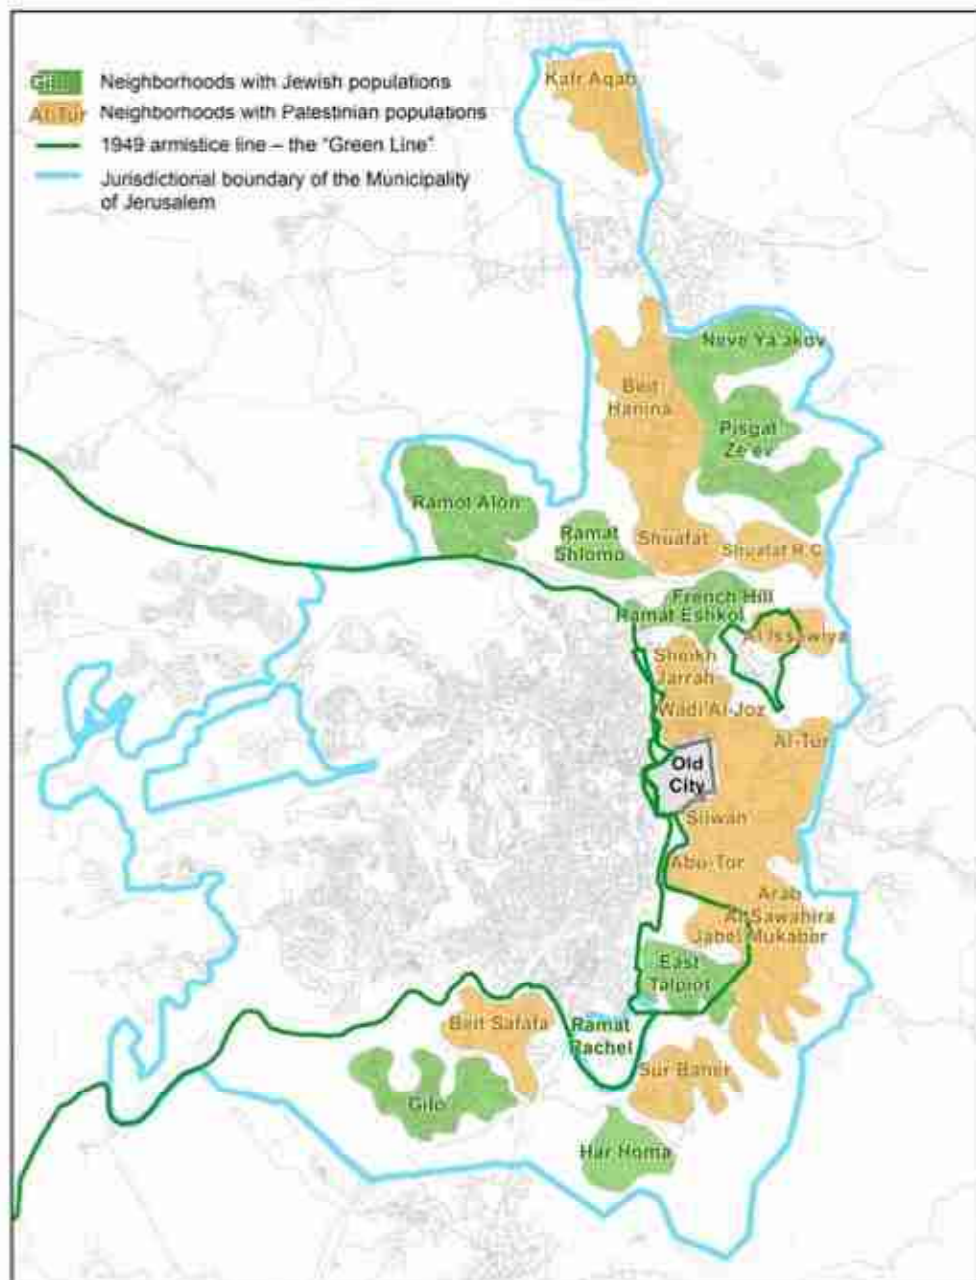 Gilo
Neighborhoods with Jewish populations
Al-Tur
Neighborhoods with Palestinian populations
1949 armistice line – the "Green Line"
Jurisdictional boundary of the Municipality
of Jerusalem
Kafr Aqab
Neve Ya'akov
Beit
Hanina
Pisgat
Ze'ev
Ramot Alon
Ramat
Shlomo
Shuafat
Shuafat R.C
French Hill
Ramat Eshkol
Al Issawiya
Sheikh
Jarrah
Wadi Al-Joz
Al-Tur
Old
City
Silwan
Abu-Tor
Arab
Al Sawahira
Jabel Mukaber
East
Talpiot
Beit Safafa
Ramat
Rachel
Sur Baher
Gilo
Har Homa